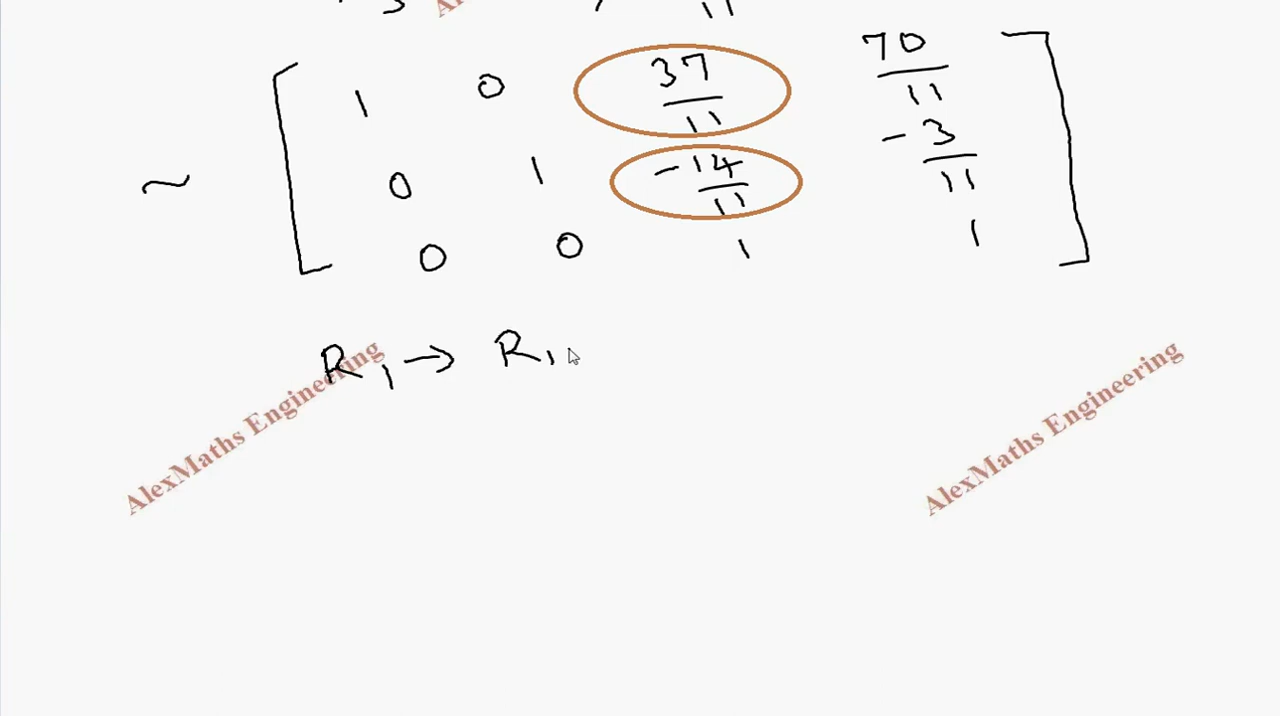 ~ [ 1 0 37/11 70/11
0 1 -14/11 -3/11
0 0 1 1 ]
R1 → R1
AlexMaths Engineering
AlexMaths Engineering